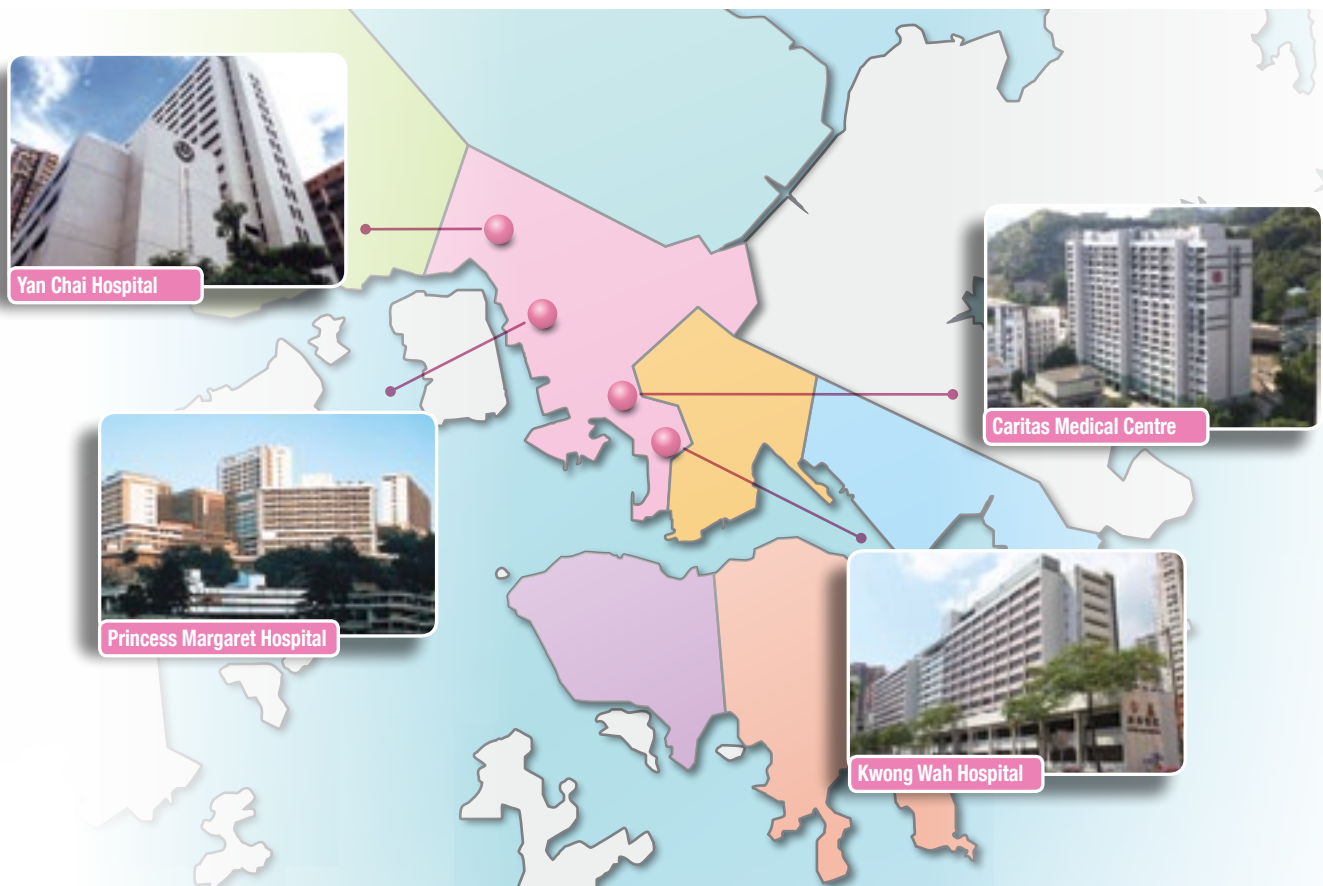 Yan Chai Hospital
Caritas Medical Centre
Princess Margaret Hospital
Kwong Wah Hospital